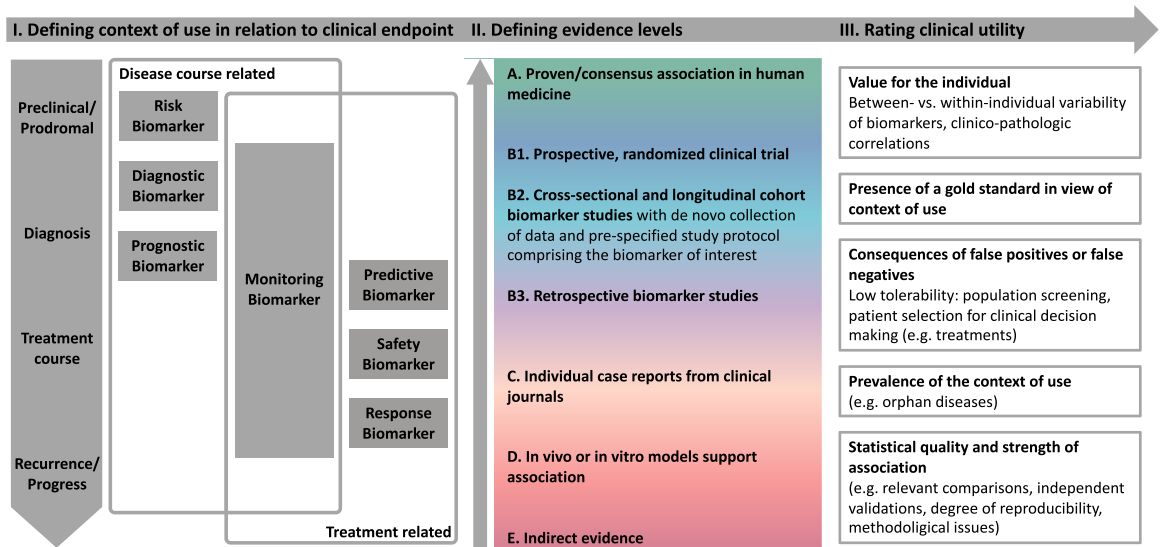 I. Defining context of use in relation to clinical endpoint
II. Defining evidence levels
III. Rating clinical utility
Preclinical/
Prodromal
Diagnosis
Treatment
course
Recurrence/
Progress
Disease course related
Risk
Biomarker
Diagnostic
Biomarker
Prognostic
Biomarker
Monitoring
Biomarker
Predictive
Biomarker
Safety
Biomarker
Response
Biomarker
Treatment related
A. Proven/consensus association in human
medicine
B1. Prospective, randomized clinical trial
B2. Cross-sectional and longitudinal cohort
biomarker studies with de novo collection
of data and pre-specified study protocol
comprising the biomarker of interest
B3. Retrospective biomarker studies
C. Individual case reports from clinical
journals
D. In vivo or in vitro models support
association
E. Indirect evidence
Value for the individual
Between- vs. within-individual variability
of biomarkers, clinico-pathologic
correlations
Presence of a gold standard in view of
context of use
Consequences of false positives or false
negatives
Low tolerability: population screening,
patient selection for clinical decision
making (e.g. treatments)
Prevalence of the context of use
(e.g. orphan diseases)
Statistical quality and strength of
association
(e.g. relevant comparisons, independent
validations, degree of reproducibility,
methodoligical issues)